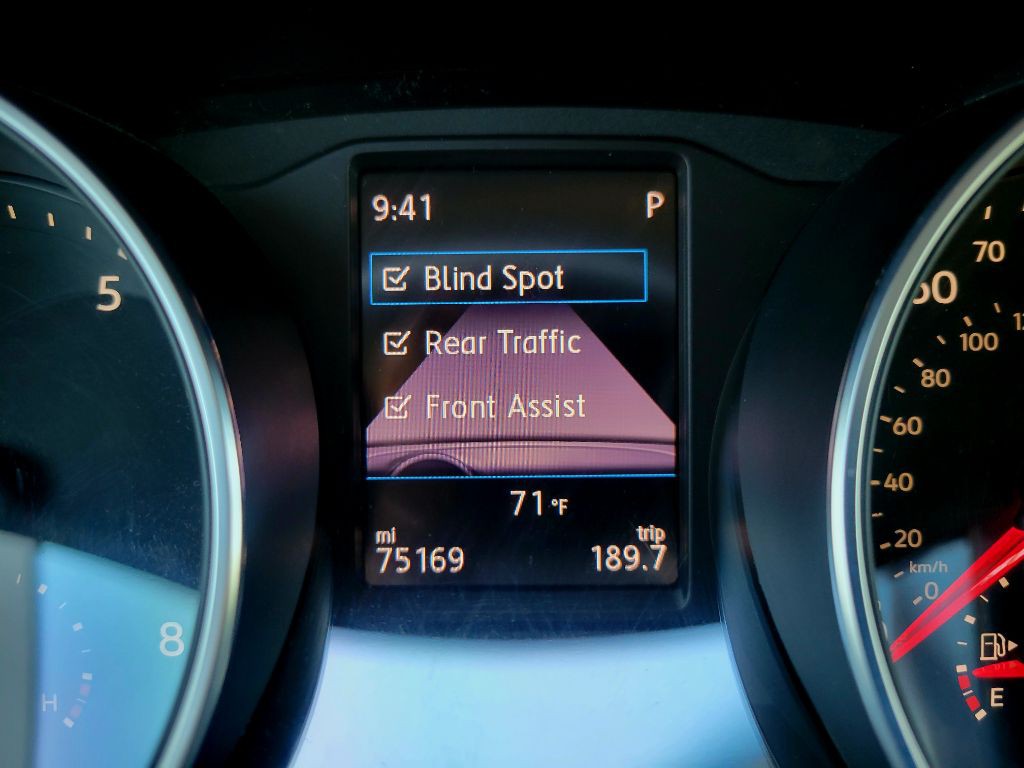 9:41 P
Blind Spot
Rear Traffic
Front Assist
71 °F
mi trip
75169 189.7
5
8
H
70
60
100
80
60
40
20
km/h
0
E